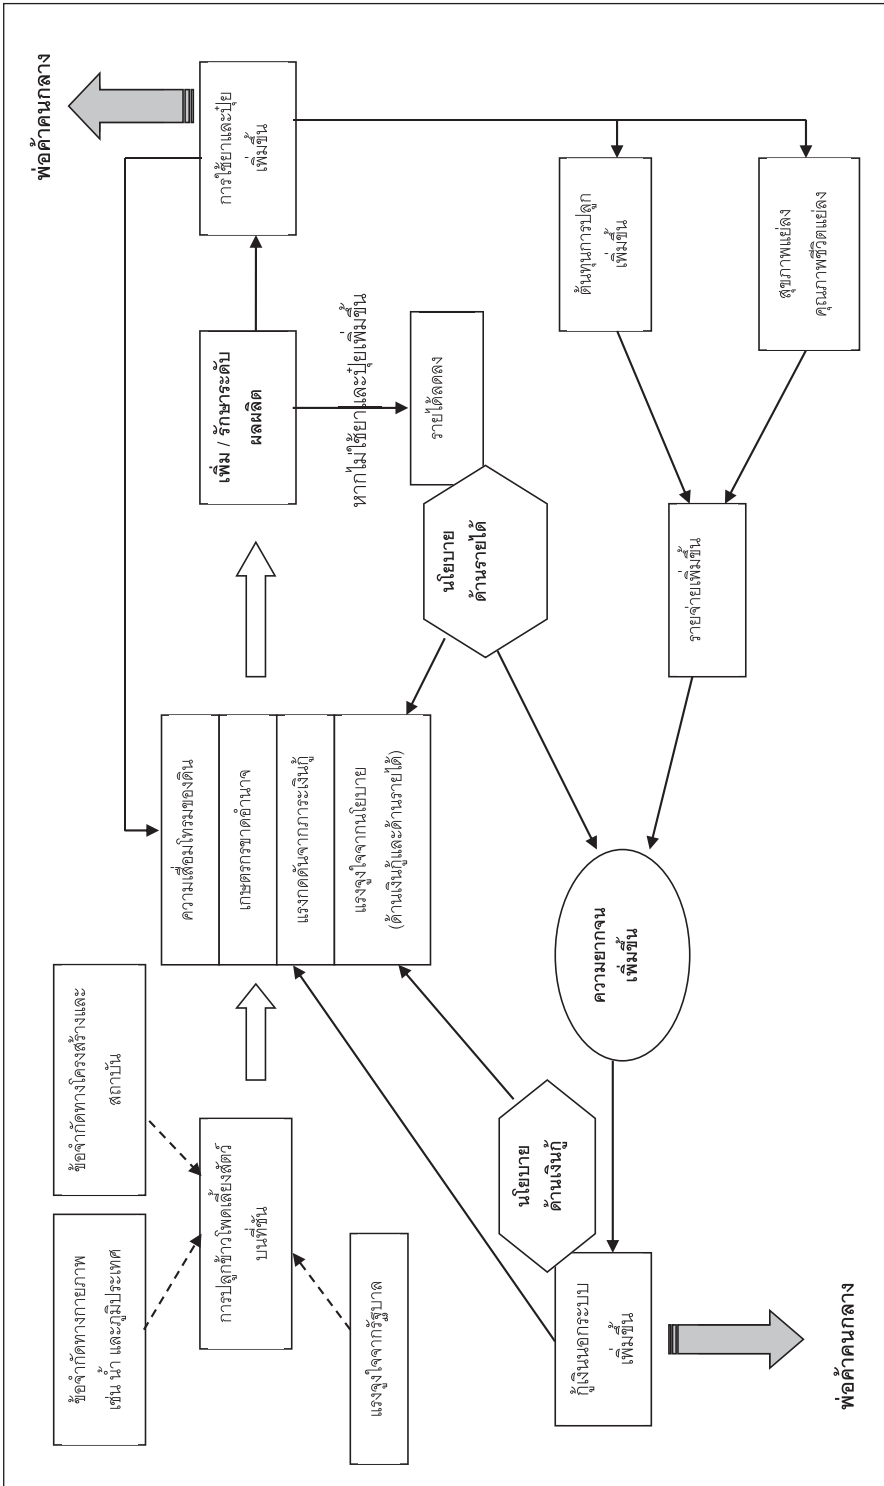 ข้อจำกัดทางกายภาพ
เช่น น้ำ และภูมิประเทศ
ข้อจำกัดทางโครงสร้างและ
สถาบัน
การปลูกข้าวโพดเลี้ยงสัตว์
บนที่ชัน
แรงจูงใจจากรัฐบาล
ความเสื่อมโทรมของดิน
เกษตรกรขาดอำนาจ
แรงกดดันจากภาระเงินกู้
แรงจูงใจจากนโยบาย
(ด้านเงินกู้และด้านรายได้)
เพิ่ม / รักษาระดับ
ผลผลิต
การใช้ยาและปุ๋ย
เพิ่มขึ้น
พ่อค้าคนกลาง
หากไม่ใช้ยาและปุ๋ยเพิ่มขึ้น
รายได้ลดลง
นโยบาย
ด้านรายได้
ต้นทุนการปลูก
เพิ่มขึ้น
สุขภาพแย่ลง
คุณภาพชีวิตแย่ลง
รายจ่ายเพิ่มขึ้น
ความยากจน
เพิ่มขึ้น
นโยบาย
ด้านเงินกู้
กู้เงินนอกระบบ
เพิ่มขึ้น
พ่อค้าคนกลาง